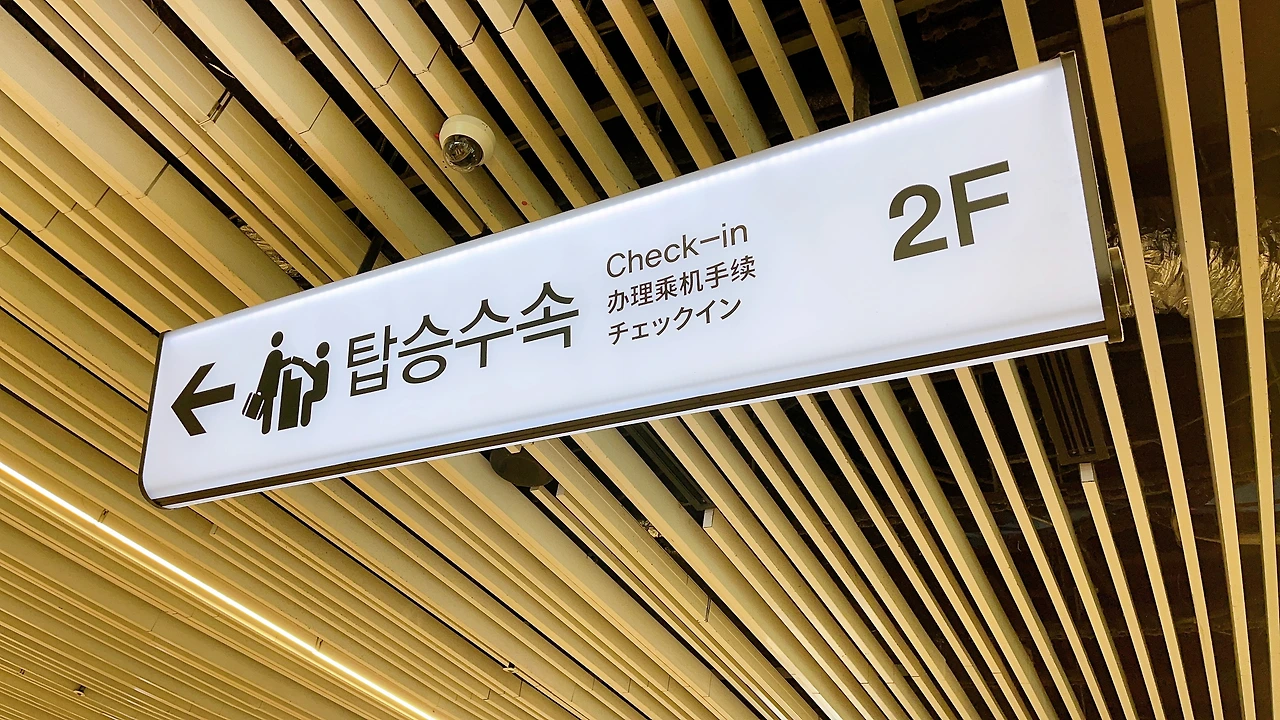 탑승수속
Check-in
办理乘机手续
チェックイン
2F